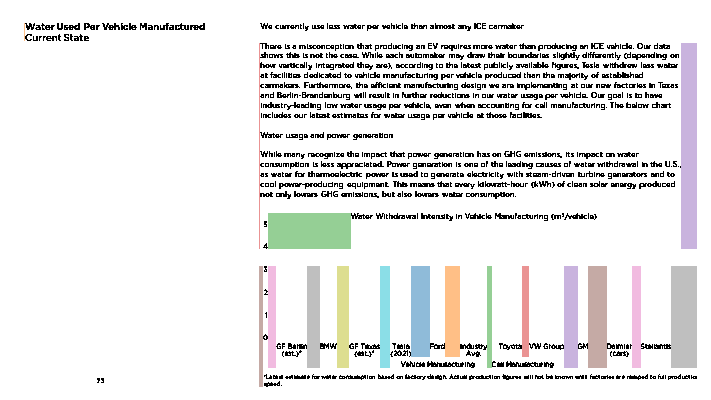 Water Used Per Vehicle Manufactured
Current State
We currently use less water per vehicle than almost any ICE carmaker
There is a misconception that producing an EV requires more water than producing an ICE vehicle. Our data
shows this is not the case. While each automaker may draw their boundaries slightly differently (depending on
how vertically integrated they are), according to the latest publicly available figures, Tesla withdrew less water
at facilities dedicated to vehicle manufacturing per vehicle produced than the majority of established
carmakers. Furthermore, the efficient manufacturing design we are implementing at our new factories in Texas
and Berlin-Brandenburg will result in further reductions in our water usage per vehicle. Our goal is to have
industry-leading low water usage per vehicle, even when accounting for cell manufacturing. The below chart
includes our latest estimates for water usage per vehicle at those facilities.
Water usage and power generation
While many recognize the impact that power generation has on GHG emissions, its impact on water
consumption is less appreciated. Power generation is one of the leading causes of water withdrawal in the U.S.,
as water for thermoelectric power is used to generate electricity with steam-driven turbine generators and to
cool power-producing equipment. This means that every kilowatt-hour (kWh) of clean solar energy produced
not only lowers GHG emissions, but also lowers water consumption.
Water Withdrawal Intensity in Vehicle Manufacturing (m³/vehicle)
5
4
3
2
1
0
GF Berlin (est.)* BMW GF Texas (est.)* Tesla (2021) Ford Industry Avg. Toyota VW Group GM Daimler (cars) Stellantis
Vehicle Manufacturing Cell Manufacturing
*Latest estimate for water consumption based on factory design. Actual production figures will not be known until factories are ramped to full production
speed.
73